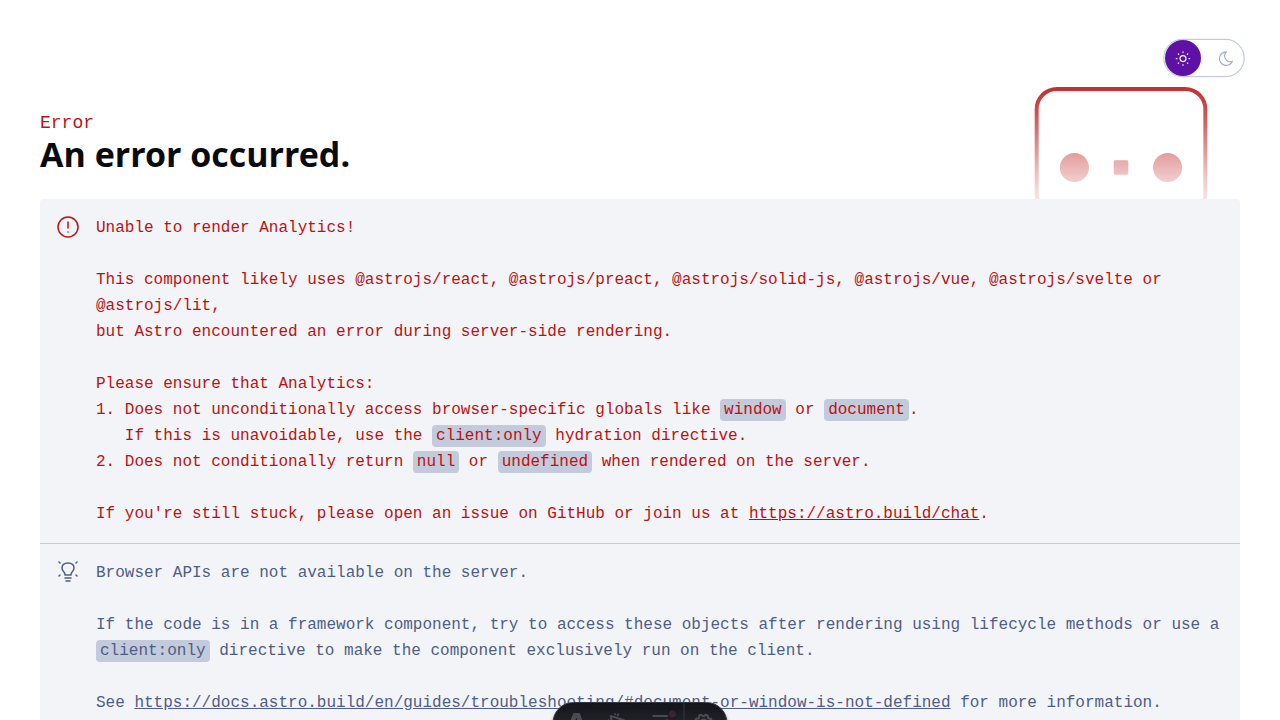 Error
An error occurred.
Unable to render Analytics!
This component likely uses @astrojs/react, @astrojs/preact, @astrojs/solid-js, @astrojs/vue, @astrojs/svelte or
@astrojs/lit,
but Astro encountered an error during server-side rendering.
Please ensure that Analytics:
1. Does not unconditionally access browser-specific globals like window or document.
If this is unavoidable, use the client:only hydration directive.
2. Does not conditionally return null or undefined when rendered on the server.
If you're still stuck, please open an issue on GitHub or join us at https://astro.build/chat.
Browser APIs are not available on the server.
If the code is in a framework component, try to access these objects after rendering using lifecycle methods or use a
client:only directive to make the component exclusively run on the client.
See https://docs.astro.build/en/guides/troubleshooting/#document-or-window-is-not-defined for more information.